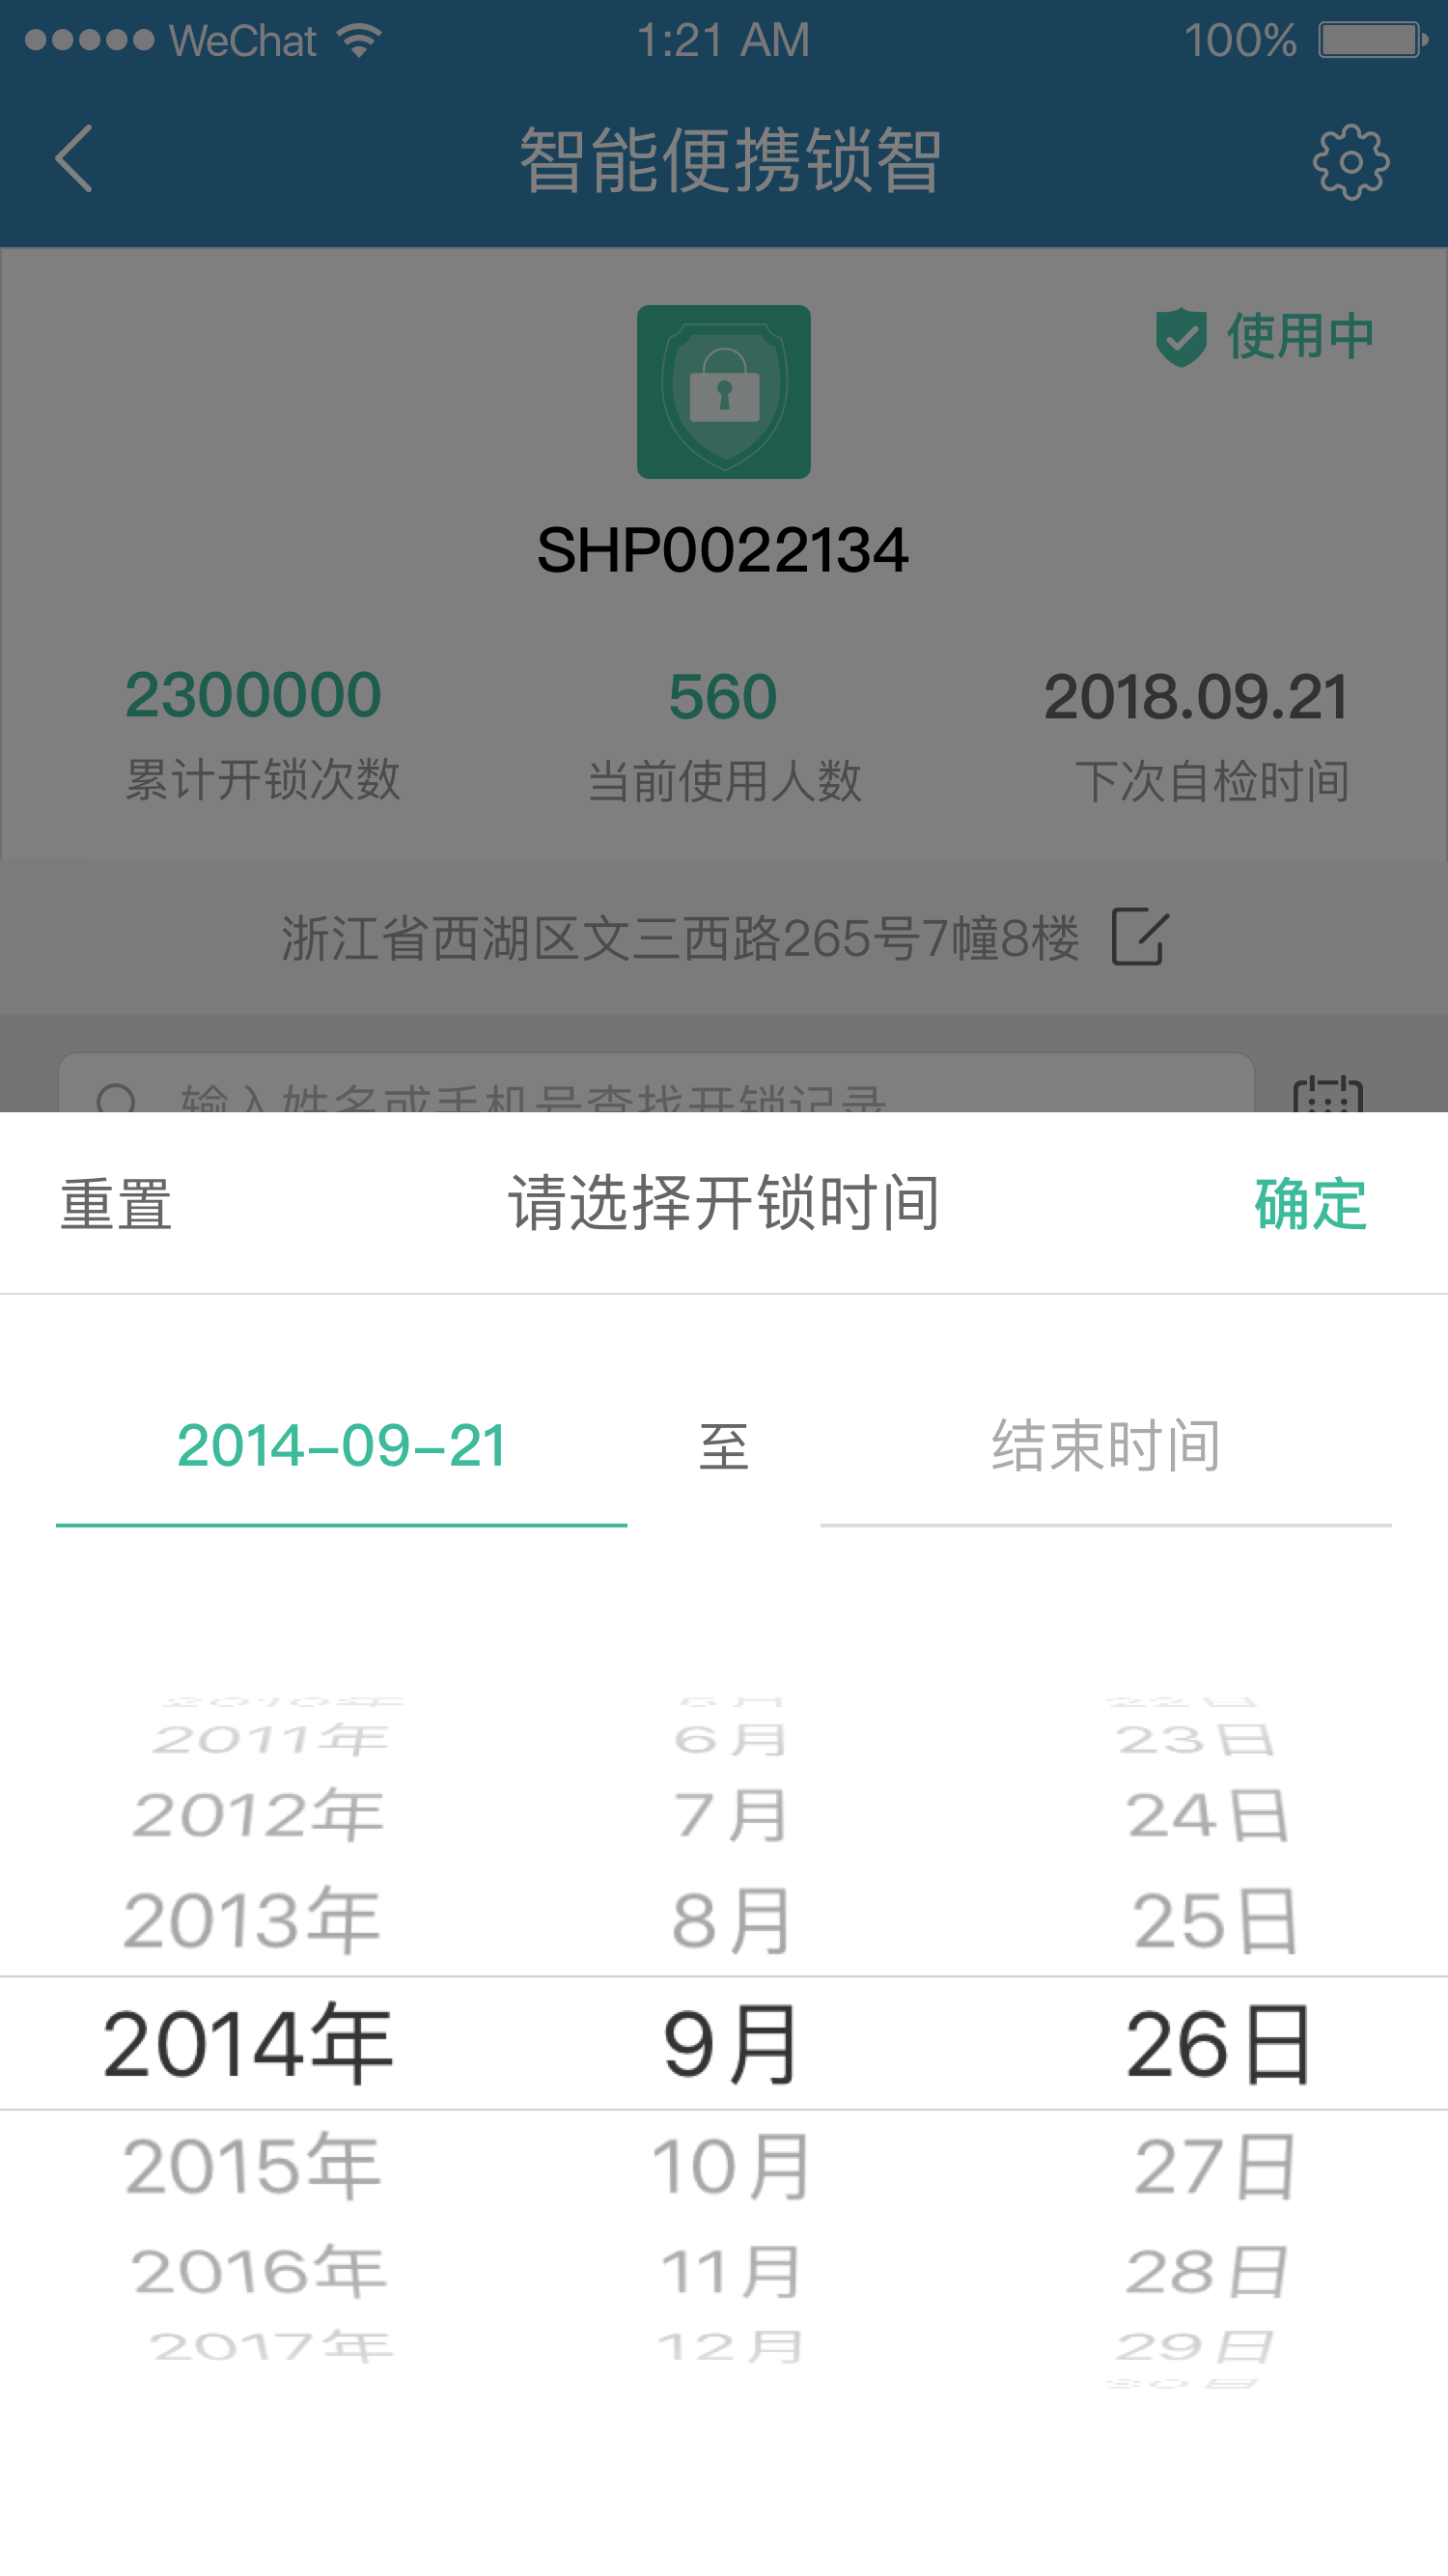 WeChat 1:21 AM 100%
智能便携锁智
使用中
SHP0022134
2300000 560 2018.09.21
累计开锁次数 当前使用人数 下次自检时间
浙江省西湖区文三西路265号7幢8楼
输入姓名或手机号查找开锁记录
重置 请选择开锁时间 确定
2014-09-21 至 结束时间
2011年 6月 23日
2012年 7月 24日
2013年 8月 25日
2014年 9月 26日
2015年 10月 27日
2016年 11月 28日
2017年 12月 29日
30日